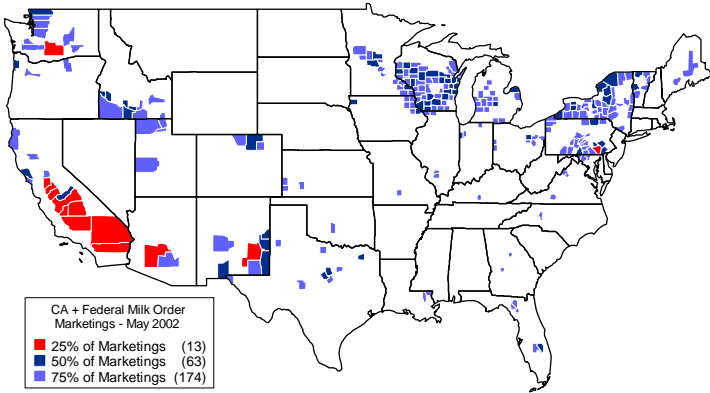 CA + Federal Milk Order
Marketings - May 2002
25% of Marketings (13)
50% of Marketings (63)
75% of Marketings (174)